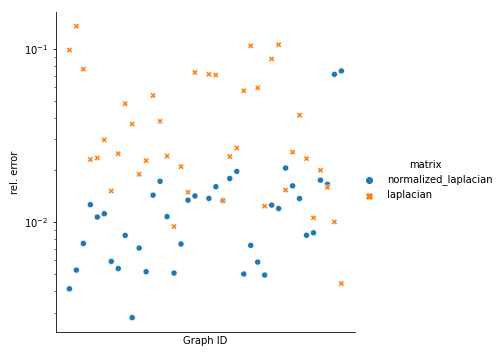 10⁻¹
rel. error
10⁻²
Graph ID
matrix
normalized_laplacian
laplacian